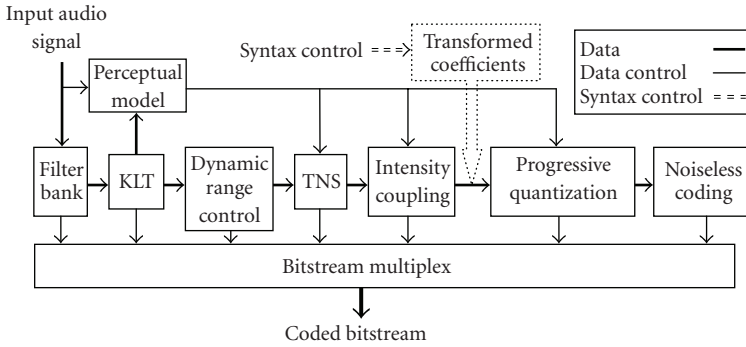 Input audio
signal
Perceptual
model
Syntax control
Transformed
coefficients
Data
Data control
Syntax control
Filter
bank
KLT
Dynamic
range
control
TNS
Intensity
coupling
Progressive
quantization
Noiseless
coding
Bitstream multiplex
Coded bitstream